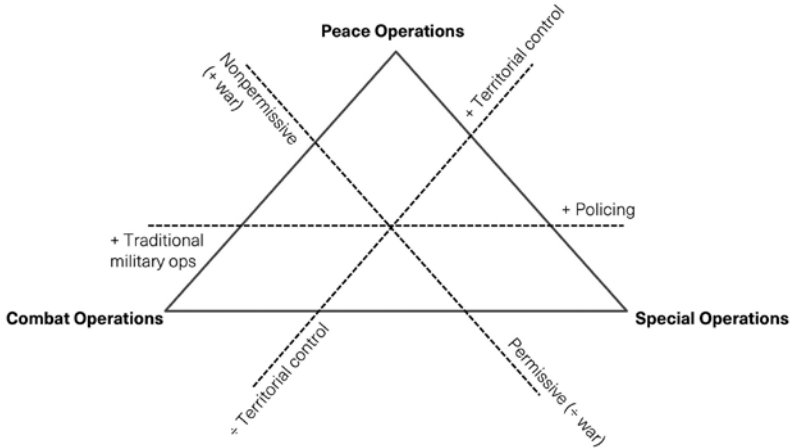 Peace Operations
Nonpermissive
(+ war)
+ Territorial control
+ Policing
+ Traditional
military ops
Combat Operations
Special Operations
÷ Territorial control
Permissive (÷ war)